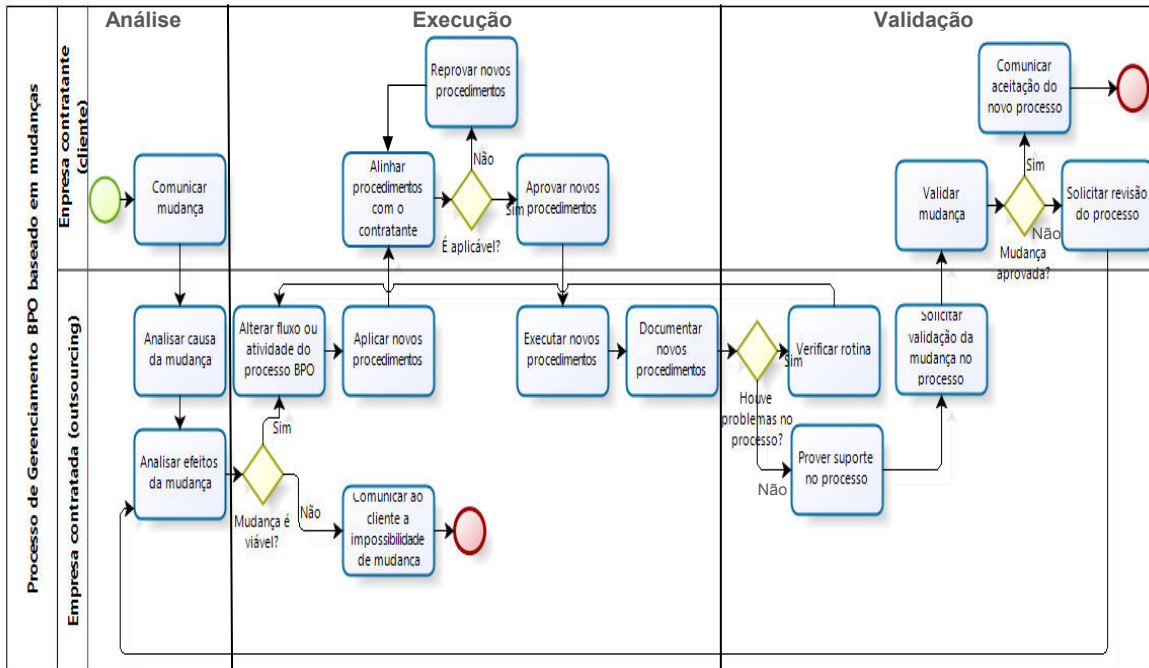 Análise
Execução
Validação
Processo de Gerenciamento BPO baseado em mudanças
Enpresa contratante
(cliente)
Empresa contratada (outsourcing)
Comunicar
mudança
Reprovar novos
procedimentos
Alinhar
procedimentos
com o
contratante
Não
É aplicável?
Sim
Aprovar novos
procedimentos
Comunicar
aceitação do
novo processo
Validar
mudança
Sim
Não
Mudança
aprovada?
Solicitar revisão
do processo
Analisar causa
da mudança
Analisar efeitos
da mudança
Mudança é
viável?
Sim
Não
Alterar fluxo ou
atividade do
processo BPO
Aplicar novos
procedimentos
Comunicar ao
cliente a
impossibilidade
de mudança
Executar novos
procedimentos
Documentar
novos
procedimentos
Houve
problemas no
processo?
Sim
Não
Verificar rotina
Prover suporte
no processo
Solicitar
validação da
mudança no
processo